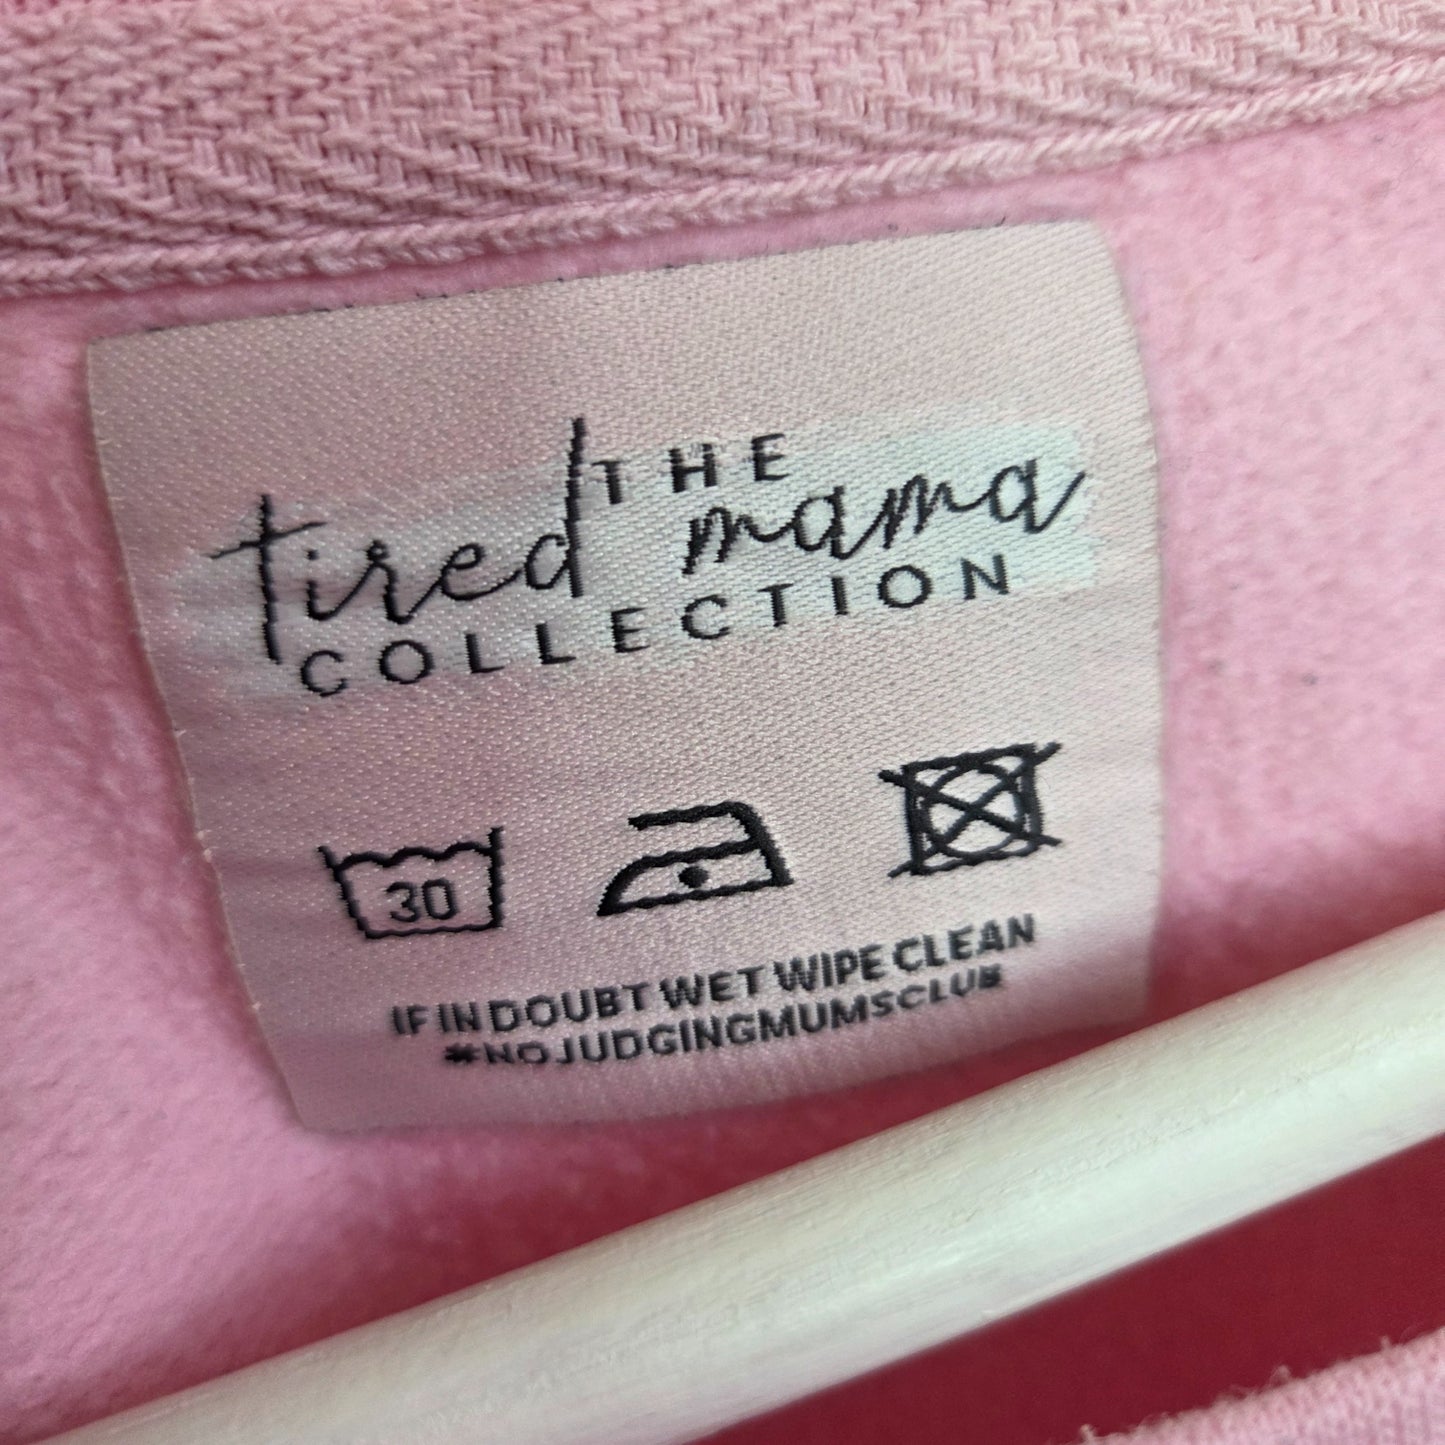 THE
tired mama
COLLECTION
30
IF IN DOUBT WET WIPE CLEAN
#NOJUDGINGMUMSCLUB